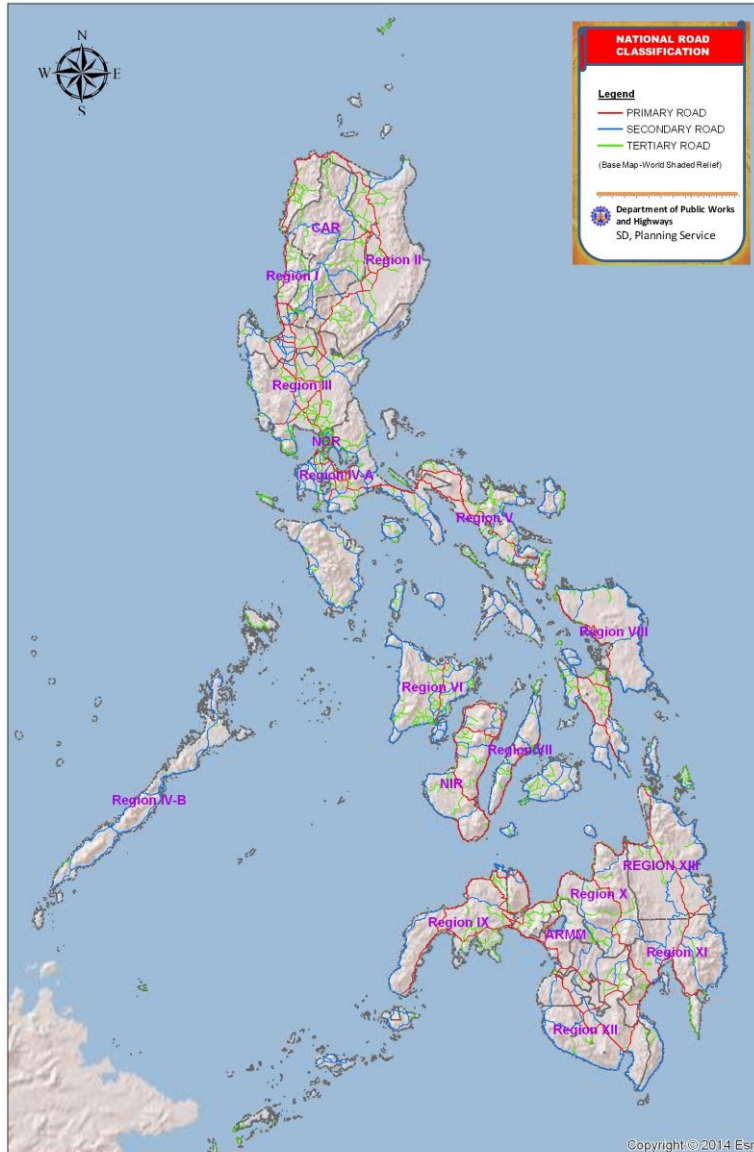 N
W E
S
NATIONAL ROAD
CLASSIFICATION
Legend
PRIMARY ROAD
SECONDARY ROAD
TERTIARY ROAD
(Base Map-World Shaded Relief)
Department of Public Works
and Highways
SD, Planning Service
CAR
Region I
Region II
Region III
NCR
Region IV-A
Region V
Region VIII
Region VI
Region VII
NIR
Region IV-B
REGION XIII
Region X
Region IX
ARMM
Region XI
Region XII
Copyright:© 2014 Esr